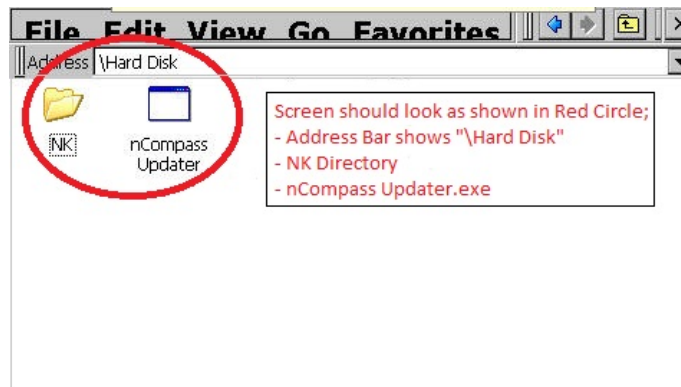 File Edit View Go Favorites
Address \Hard Disk
NK
nCompass
Updater
Screen should look as shown in Red Circle;
- Address Bar shows "\Hard Disk"
- NK Directory
- nCompass Updater.exe